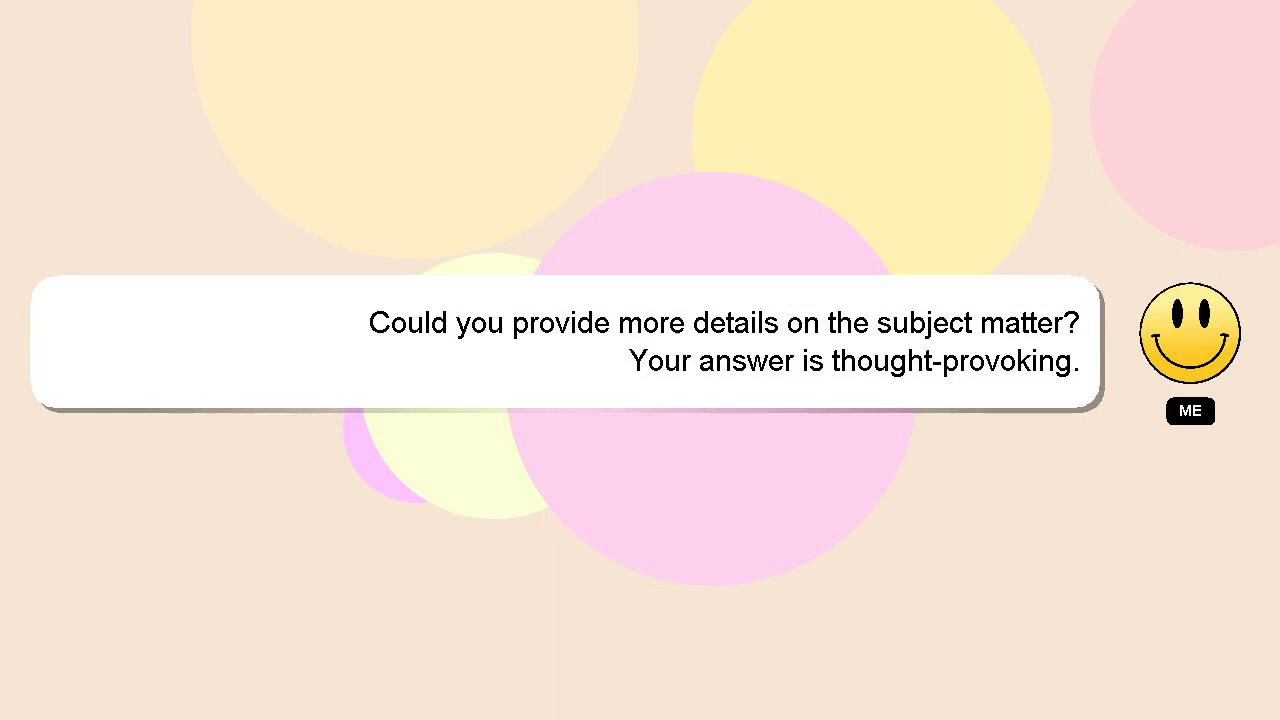 Could you provide more details on the subject matter?
Your answer is thought-provoking.
ME